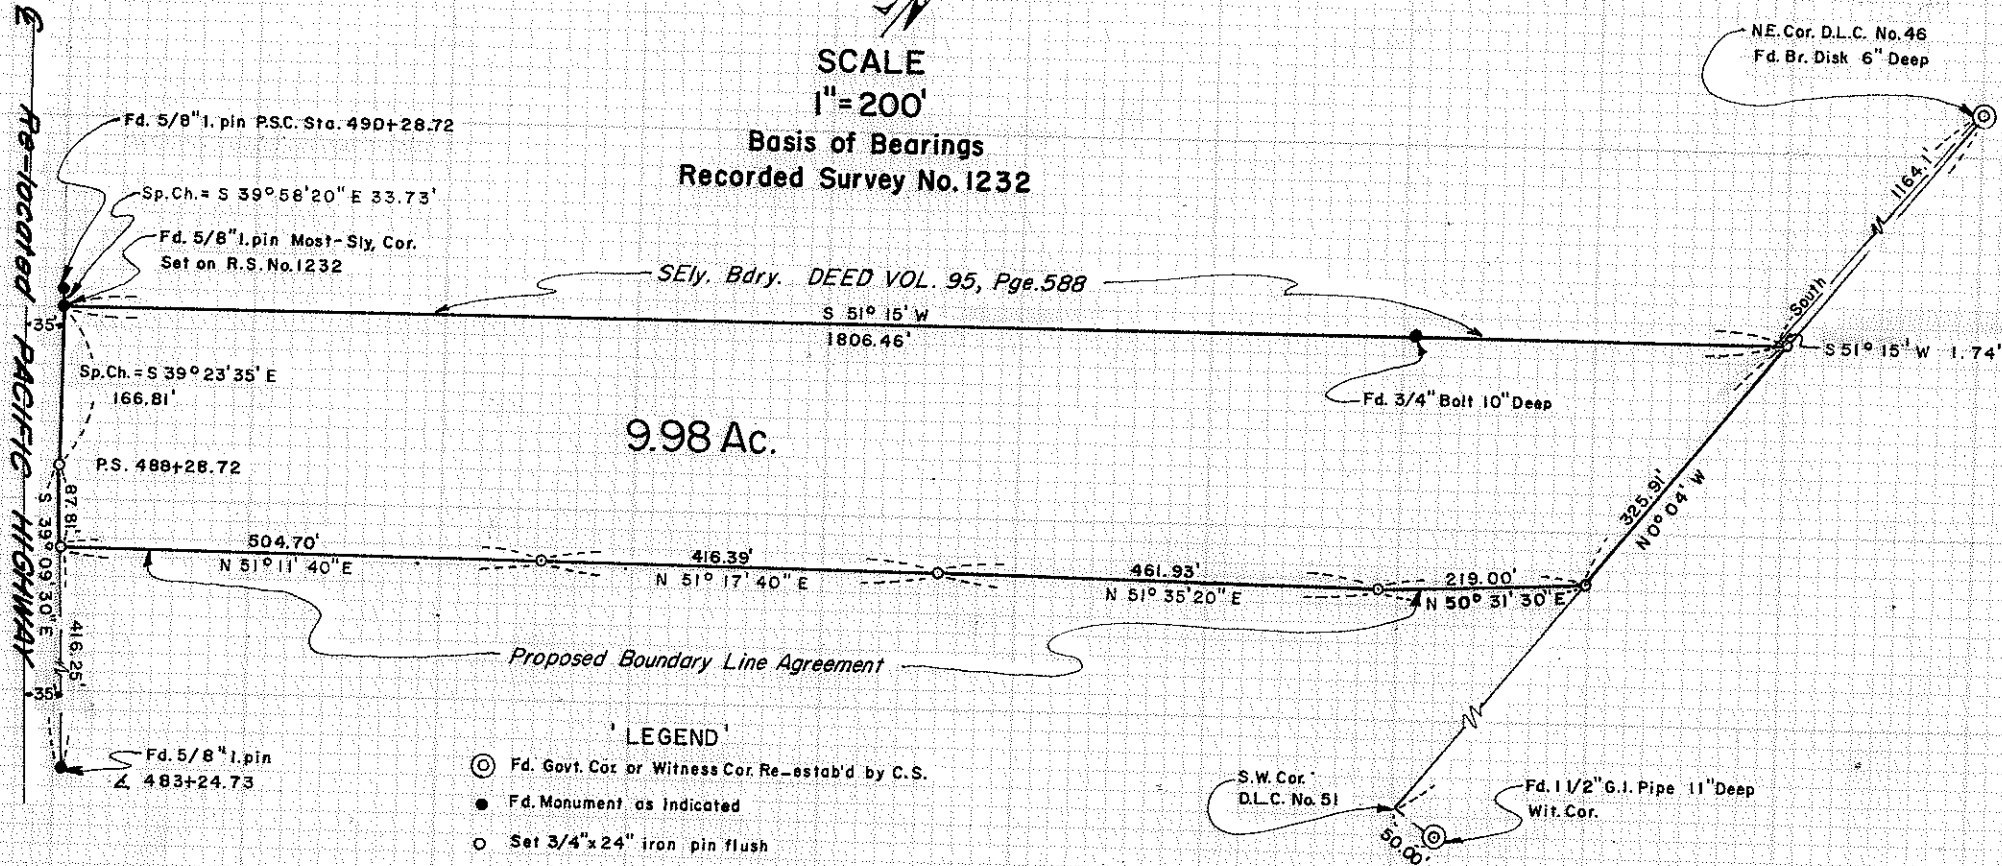 SCALE
1"=200'
Basis of Bearings
Recorded Survey No. 1232
N.E. Cor. D.L.C. No. 46
Fd. Br. Disk 6" Deep
Fd. 5/8" I. pin P.S.C. Sta. 490+28.72
Sp. Ch. = S 39° 58' 20" E 33.73'
Fd. 5/8" I. pin Most-Sly, Cor.
Set on R.S. No. 1232
Re-located PACIFIC HIGHWAY
SEly. Bdry. DEED VOL. 95, Pge. 588
S 51° 15' W
1806.46'
1164.1'
South
S 51° 15' W 1.74'
35'
Sp. Ch. = S 39° 23' 35' E
166.81'
Fd. 3/4" Bolt 10" Deep
9.98 Ac.
P.S. 488+28.72
87.81'
S 39° 09' 30" E
416.25'
504.70'
N 51° 11' 40" E
416.39'
N 51° 17' 40" E
461.93'
N 51° 35' 20" E
219.00'
N 50° 31' 30" E
325.91'
N 0° 04' W
Proposed Boundary Line Agreement
35'
Fd. 5/8" I. pin
∠ 483+24.73
'LEGEND'
Fd. Govt. Cor. or Witness Cor. Re-estab'd by C.S.
Fd. Monument as Indicated
Set 3/4" x 24" iron pin flush
S.W. Cor.
D.L.C. No. 51
Fd. 1 1/2" G.I. Pipe 11" Deep
Wit. Cor.
50.00'